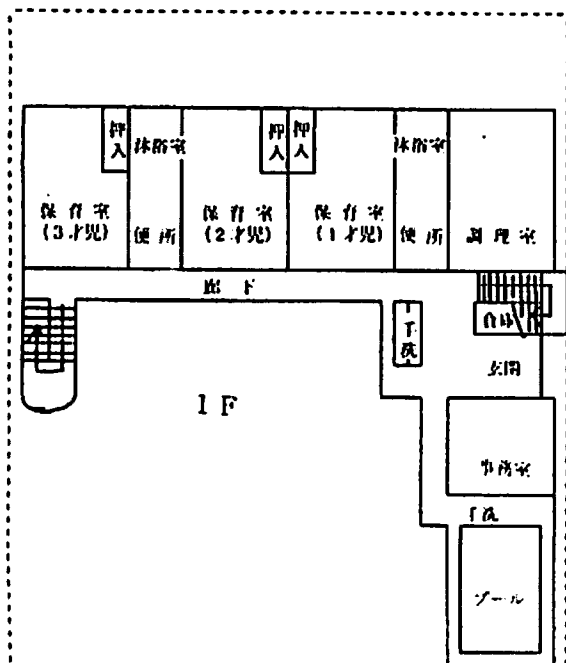 押入
沐浴室
押入
押入
沐浴室
保育室
(3才児)
便所
保育室
(2才児)
保育室
(1才児)
便所
調理室
廊下
手洗
倉庫
玄関
1F
事務室
手洗
プール